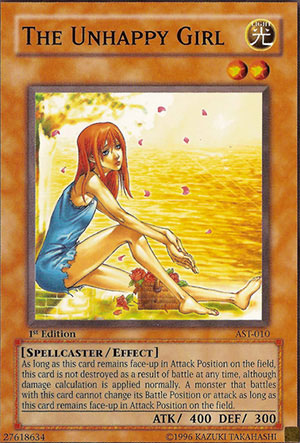 THE UNHAPPY GIRL
LIGHT
光
1st Edition
AST-010
[SPELLCASTER / EFFECT]
As long as this card remains face-up in Attack Position on the field,
this card is not destroyed as a result of battle at any time, although
damage calculation is applied normally. A monster that battles
with this card cannot change its Battle Position or attack as long as
this card remains face-up in Attack Position on the field.
ATK / 400 DEF / 300
27618634
©1996 KAZUKI TAKAHASHI